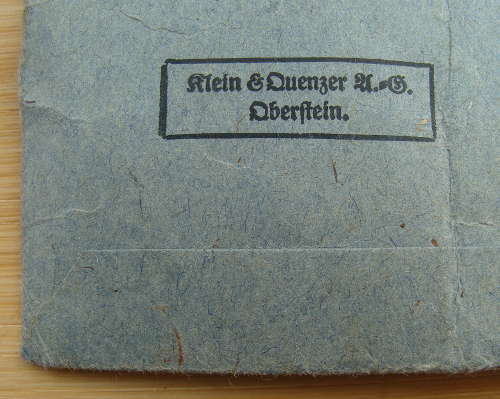 Klein & Quenzer A.-G.
Oberstein.